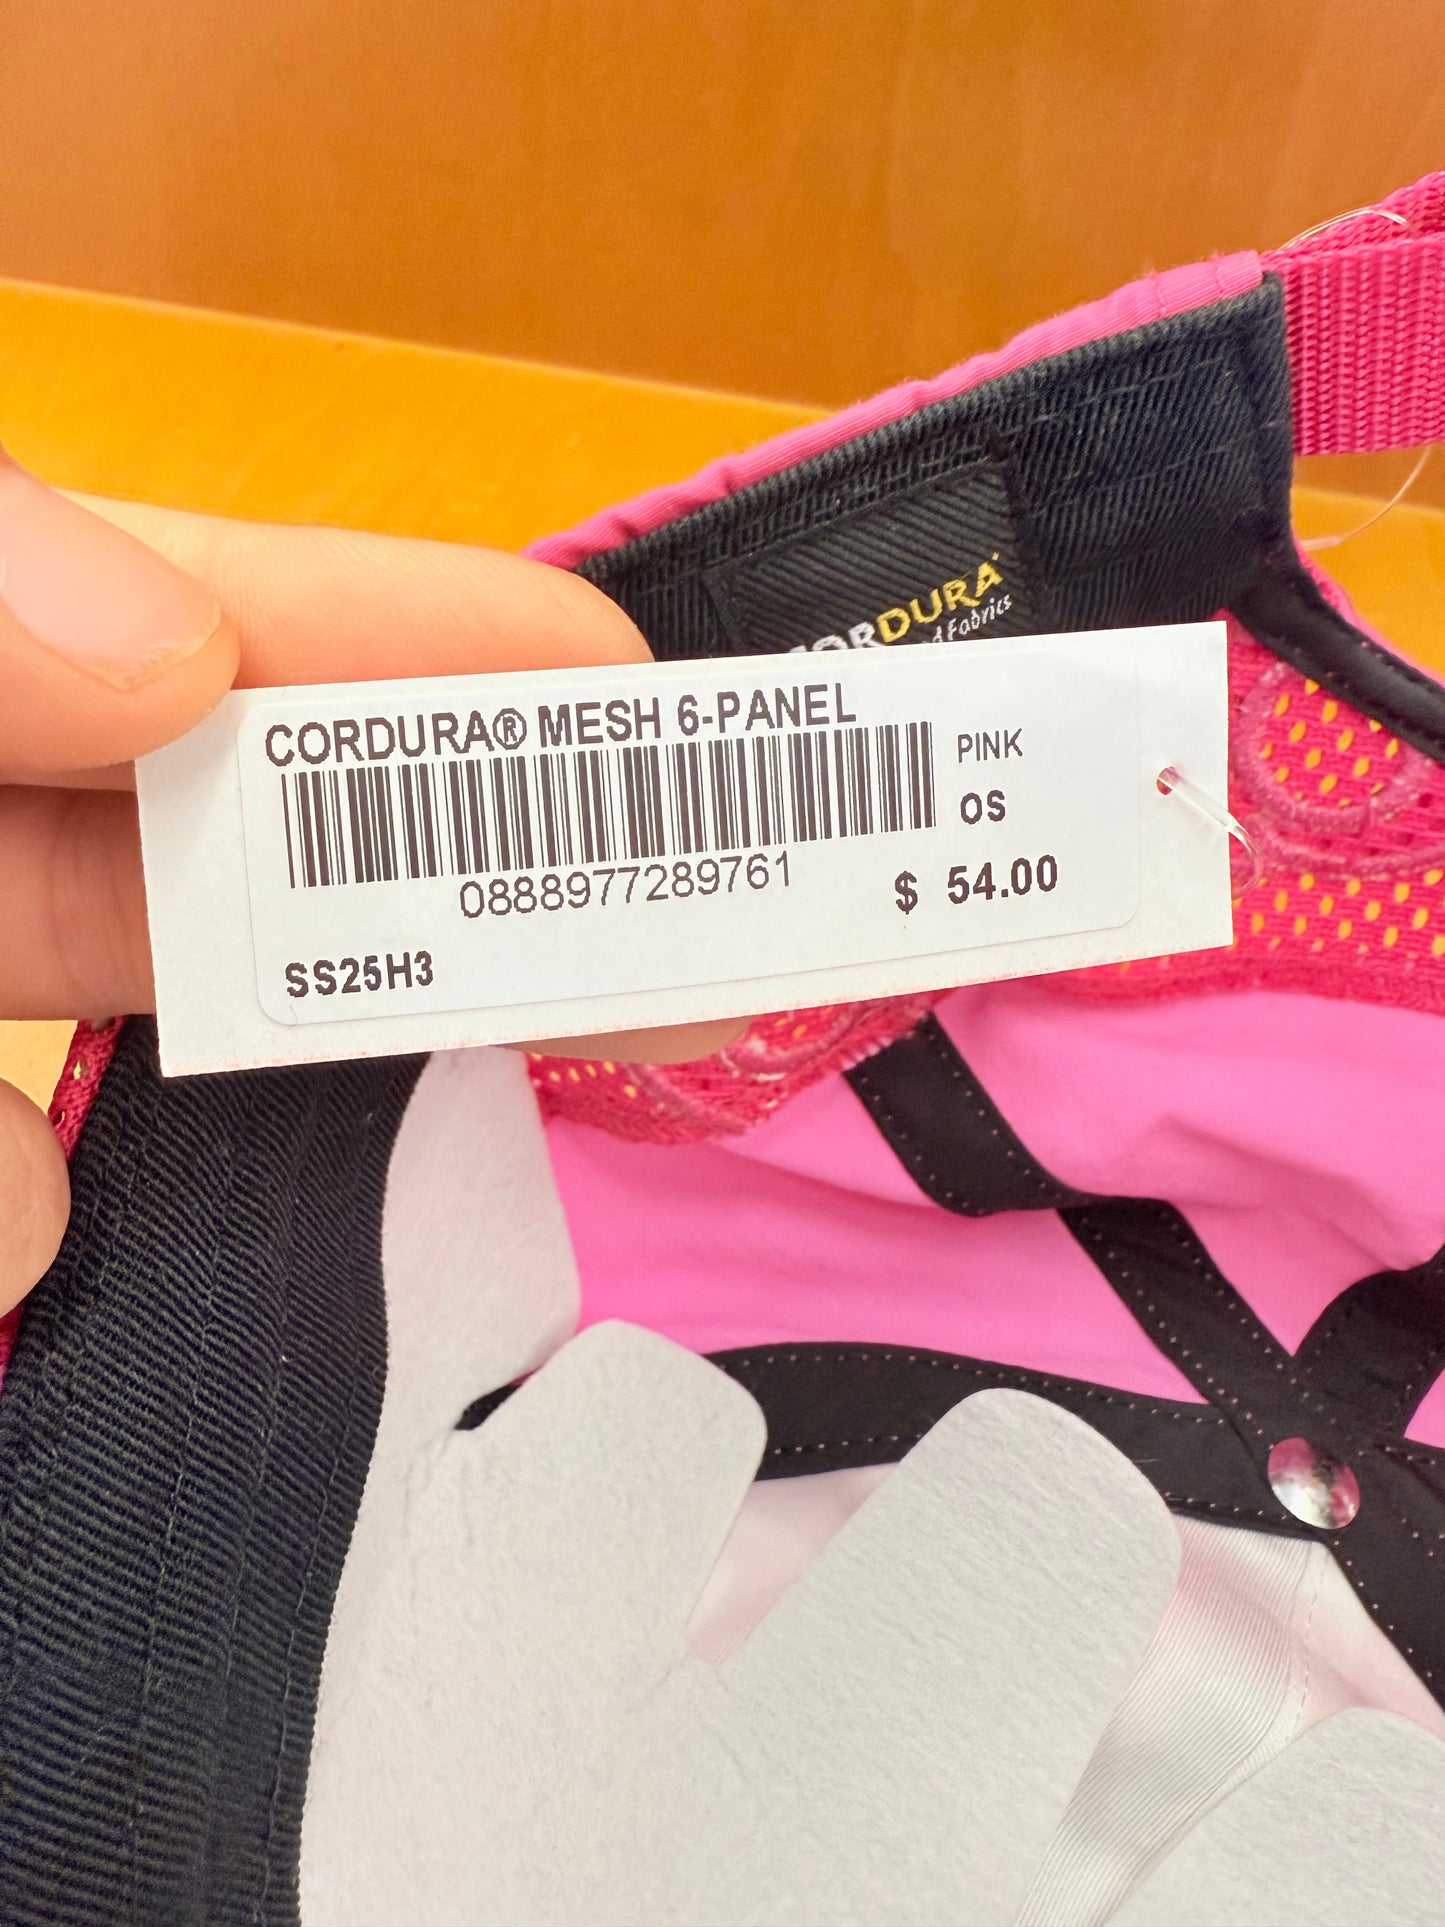 CORDURA
CORDURA® MESH 6-PANEL
PINK
OS
0888977289761
$ 54.00
SS25H3